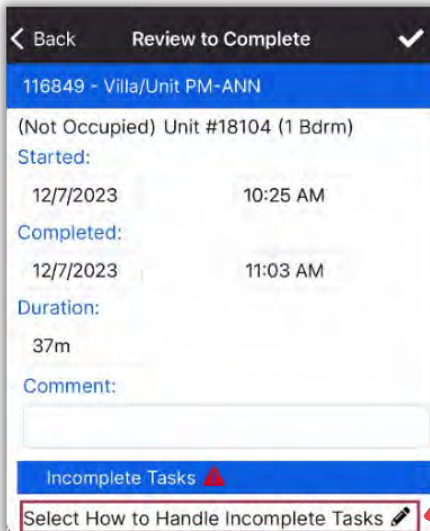 Back Review to Complete
116849 - Villa/Unit PM-ANN
(Not Occupied) Unit #18104 (1 Bdrm)
Started:
12/7/2023 10:25 AM
Completed:
12/7/2023 11:03 AM
Duration:
37m
Comment:
Incomplete Tasks
Select How to Handle Incomplete Tasks